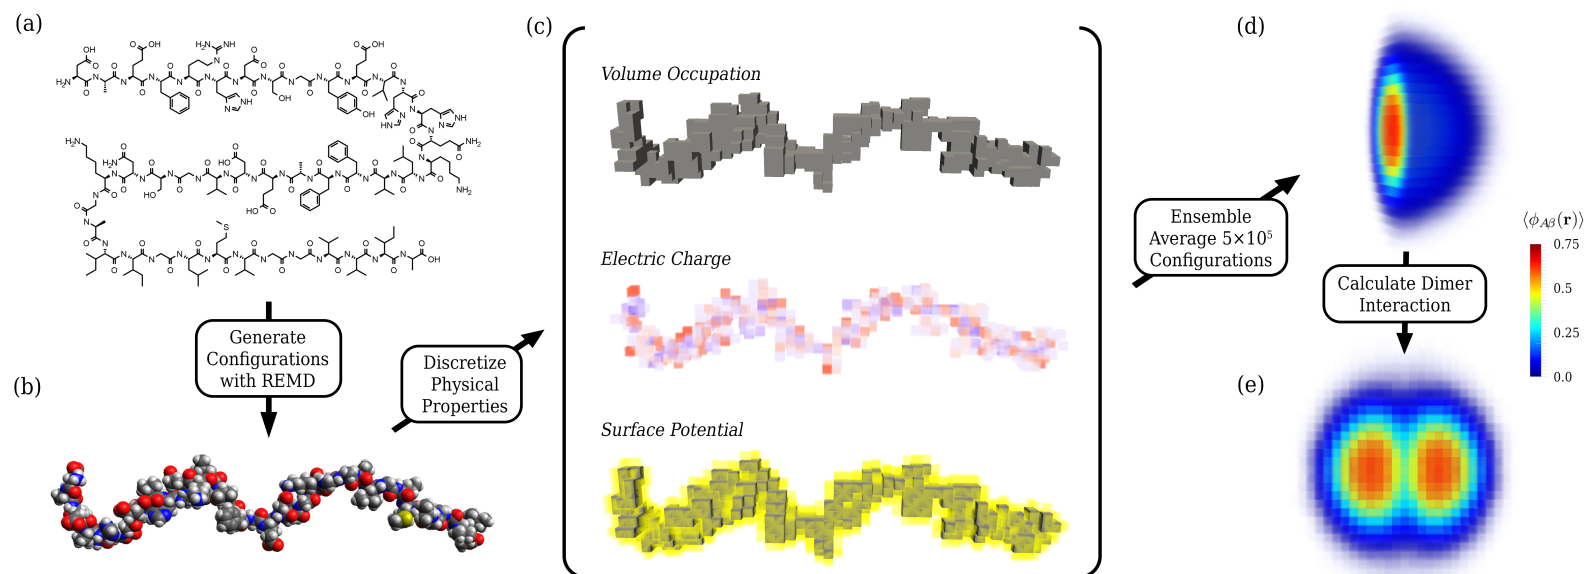 (a)
(b)
Generate
Configurations
with REMD
Discretize
Physical
Properties
(c)
Volume Occupation
Electric Charge
Surface Potential
Ensemble
Average 5×10⁵
Configurations
(d)
Calculate Dimer
Interaction
(e)
⟨ϕ_Aβ(r)⟩
0.75
0.50
0.25
0.0